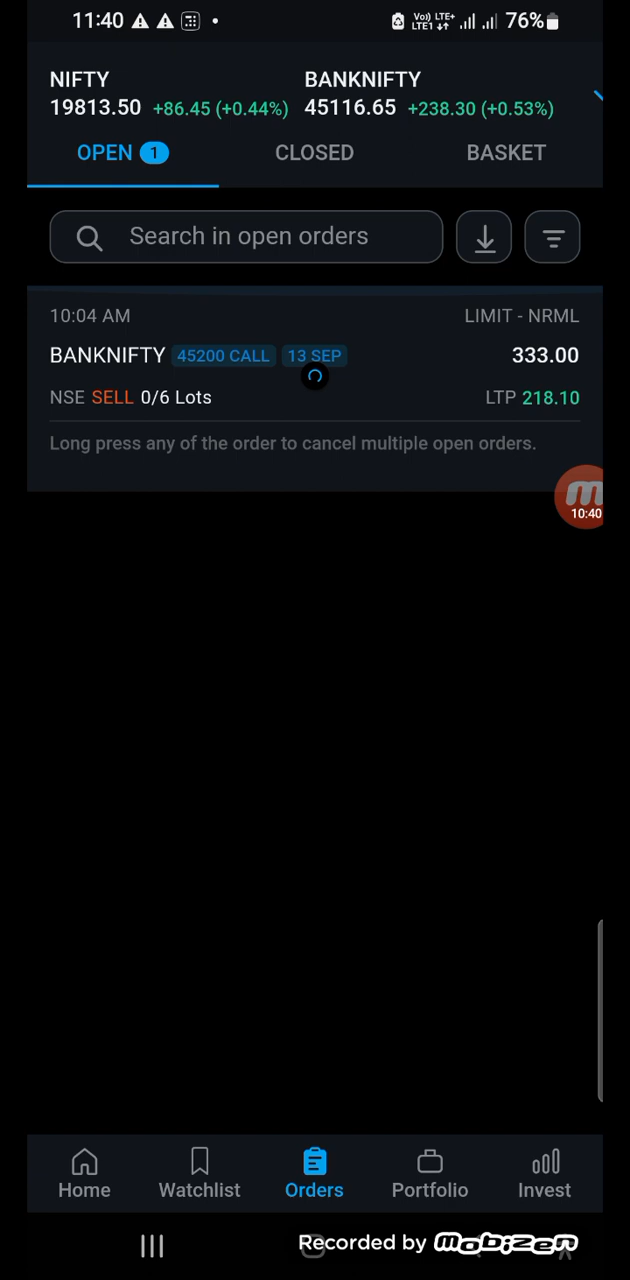 11:40
Vo) LTE+ LTE1 76%
NIFTY BANKNIFTY
19813.50 +86.45 (+0.44%) 45116.65 +238.30 (+0.53%)
OPEN 1 CLOSED BASKET
Search in open orders
10:04 AM LIMIT - NRML
BANKNIFTY 45200 CALL 13 SEP 333.00
NSE SELL 0/6 Lots LTP 218.10
Long press any of the order to cancel multiple open orders.
m
10:40
Home Watchlist Orders Portfolio Invest
Recorded by mobizen